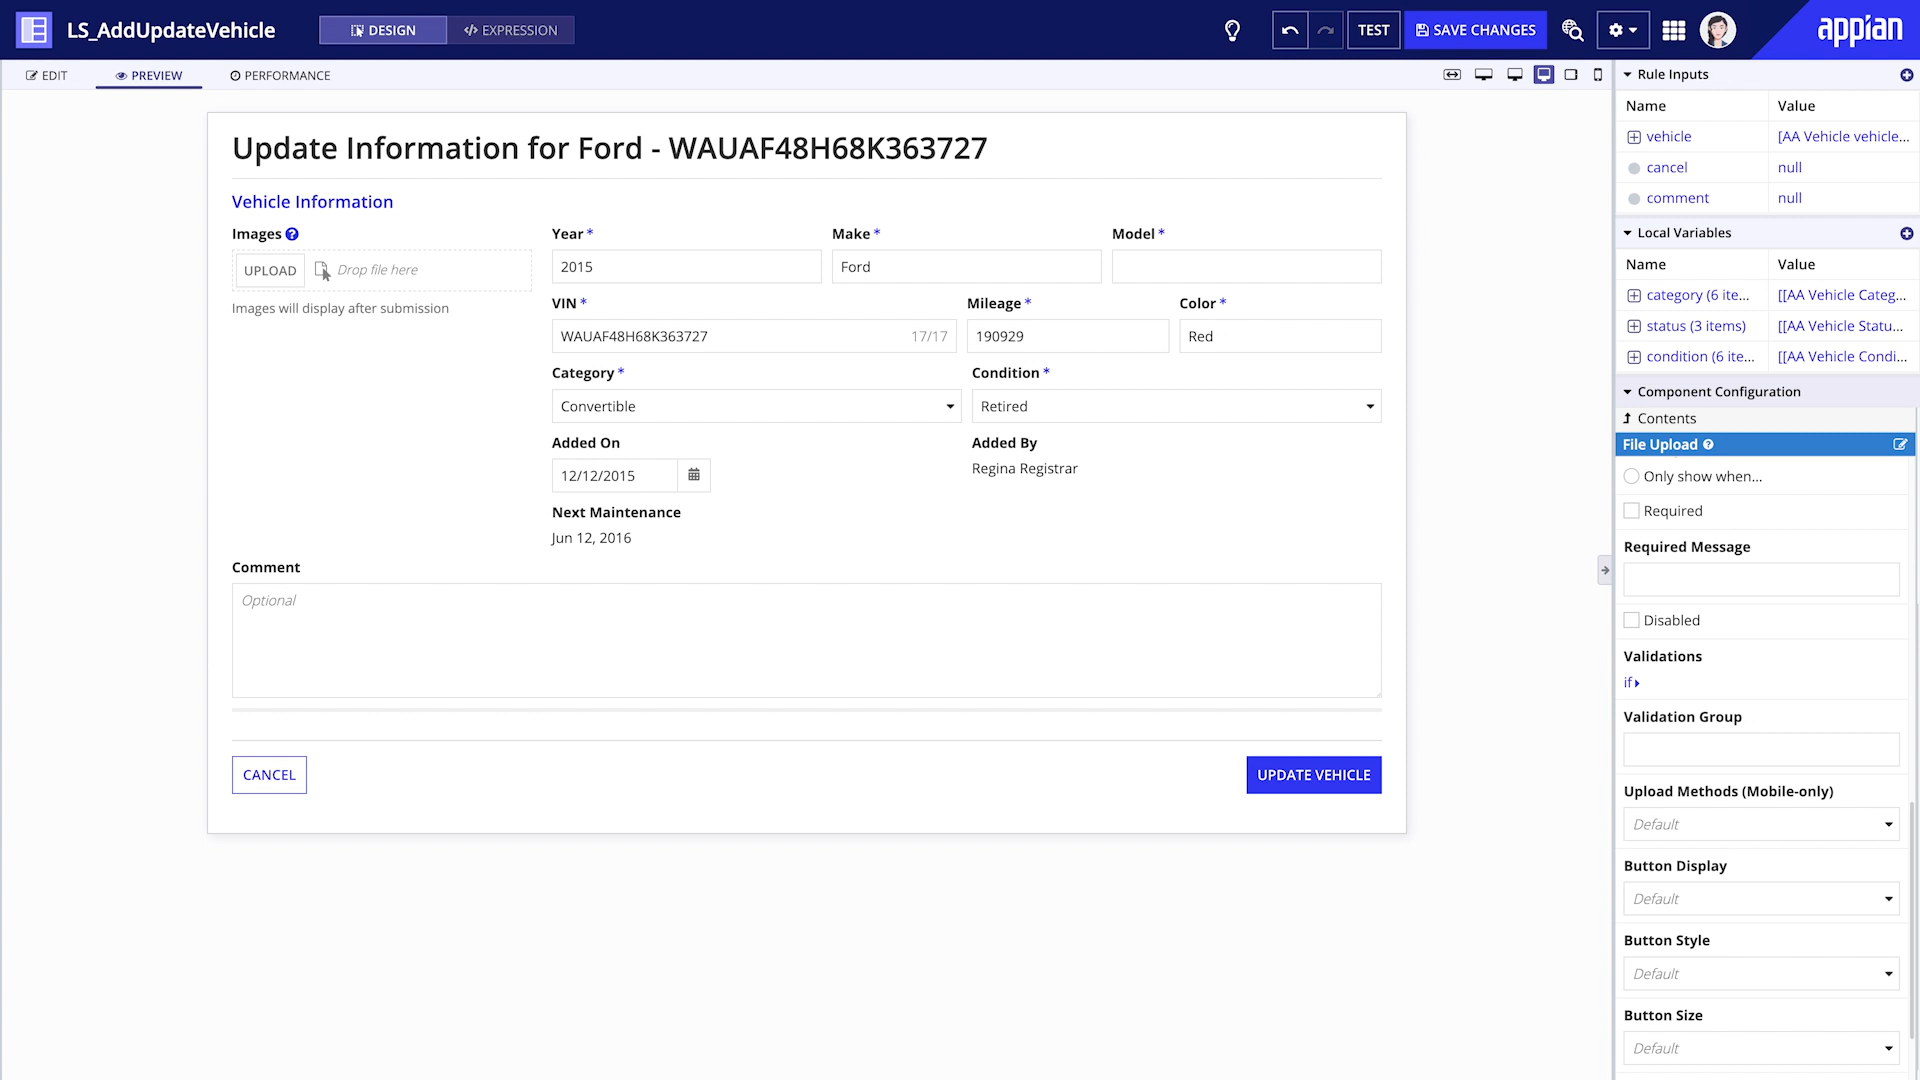 LS_AddUpdateVehicle
DESIGN
EXPRESSION
TEST
SAVE CHANGES
appian
EDIT
PREVIEW
PERFORMANCE
Update Information for Ford - WAUAF48H68K363727
Vehicle Information
Images
UPLOAD
Drop file here
Images will display after submission
Year *
2015
Make *
Ford
Model *
VIN *
WAUAF48H68K363727
17/17
Mileage *
190929
Color *
Red
Category *
Convertible
Condition *
Retired
Added On
12/12/2015
Added By
Regina Registrar
Next Maintenance
Jun 12, 2016
Comment
Optional
CANCEL
UPDATE VEHICLE
Rule Inputs
Name Value
vehicle [AA Vehicle vehicle...
cancel null
comment null
Local Variables
Name Value
category (6 ite... [[AA Vehicle Categ...
status (3 items) [[AA Vehicle Statu...
condition (6 ite... [[AA Vehicle Condi...
Component Configuration
Contents
File Upload
Only show when...
Required
Required Message
Disabled
Validations
if
Validation Group
Upload Methods (Mobile-only)
Default
Button Display
Default
Button Style
Default
Button Size
Default